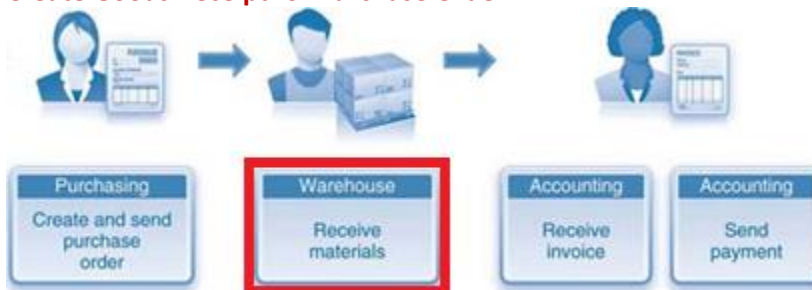 Purchasing
Create and send
purchase
order
Warehouse
Receive
materials
Accounting
Receive
invoice
Accounting
Send
payment